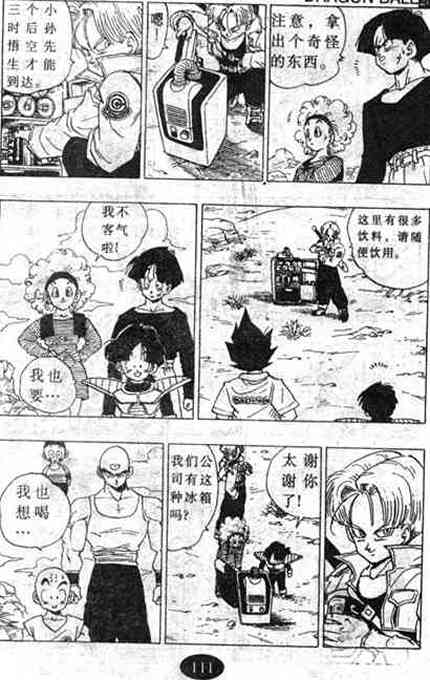 DRAGON BALL
注意，拿
出个奇怪
的东西。
嗯！
三个小
时后孙
悟空先
生才能
到达。
这里有很多
饮料，请随
便饮用。
我不
客气
啦！
我也
要…
太谢
谢你
了！
我们公
司有这
种冰箱
吗？
我也
想喝
…
111